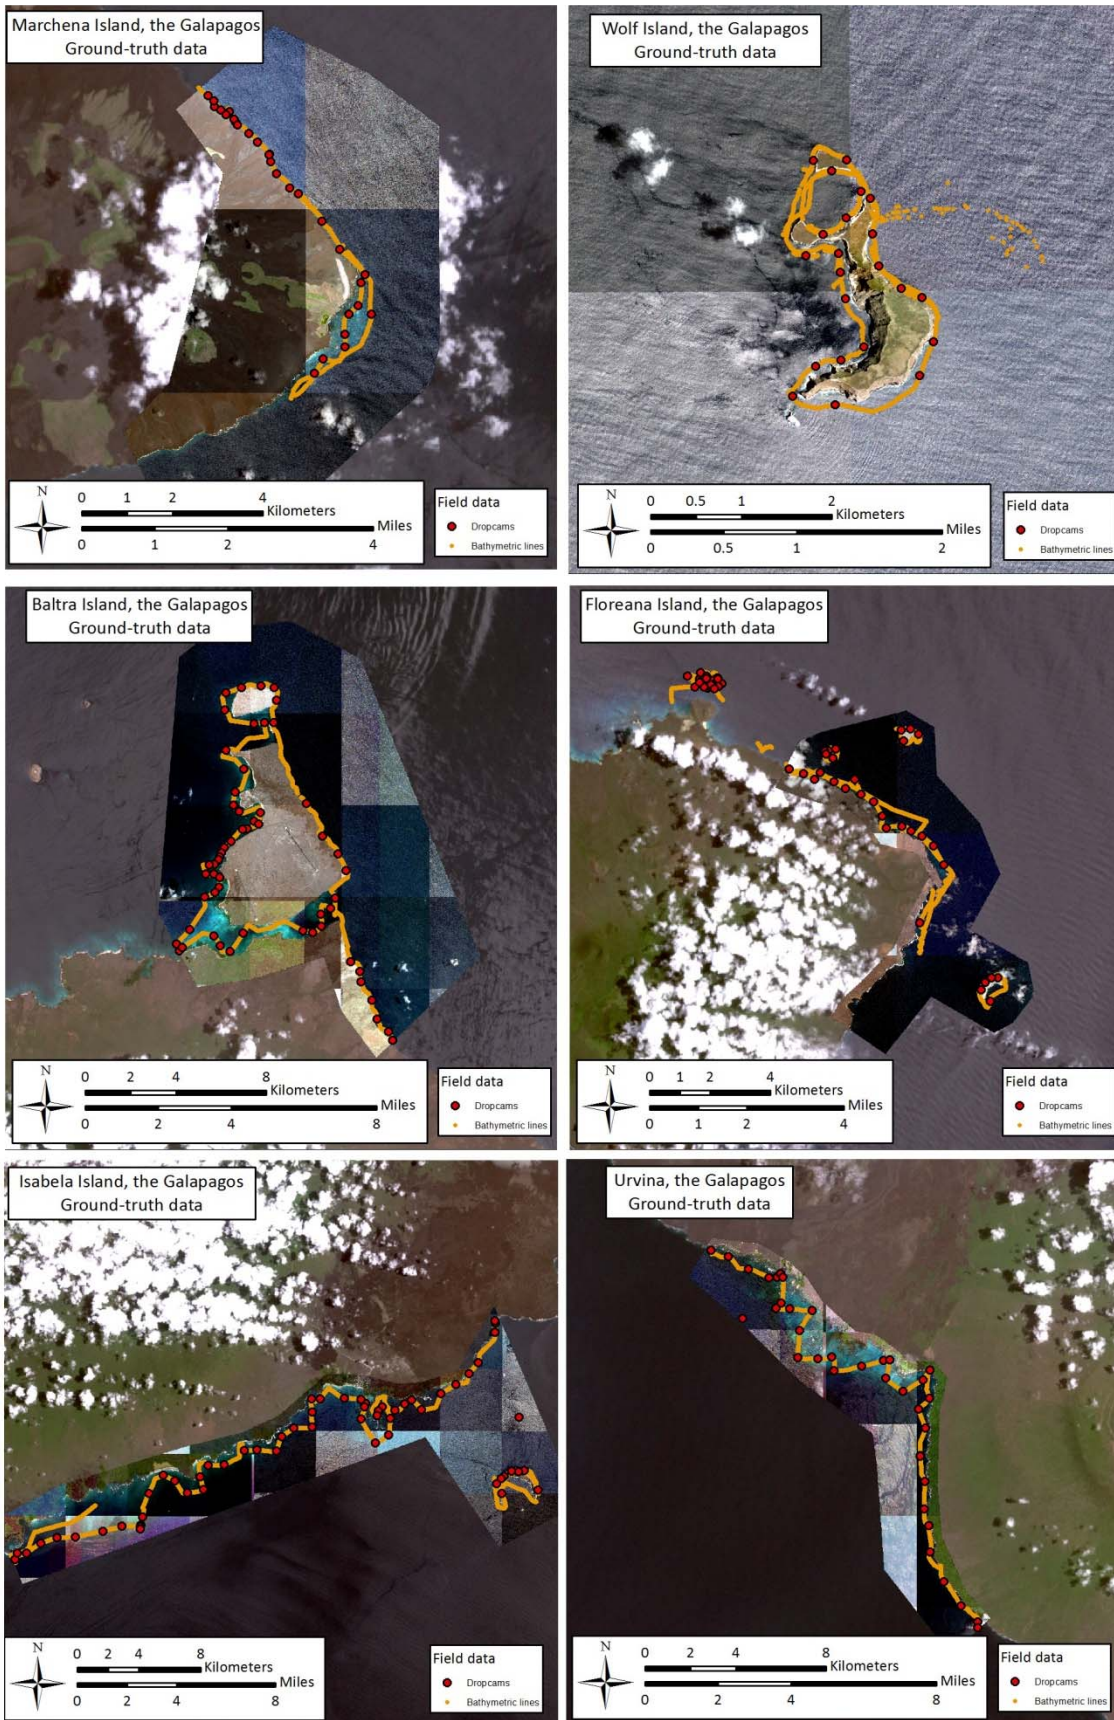 Marchena Island, the Galapagos
Ground-truth data
N
0 1 2 4
Kilometers
Miles
0 1 2 4
Field data
Dropcams
Bathymetric lines
Wolf Island, the Galapagos
Ground-truth data
N
0 0.5 1 2
Kilometers
Miles
0 0.5 1 2
Field data
Dropcams
Bathymetric lines
Baltra Island, the Galapagos
Ground-truth data
N
0 2 4 8
Kilometers
Miles
0 2 4 8
Field data
Dropcams
Bathymetric lines
Floreana Island, the Galapagos
Ground-truth data
N
0 1 2 4
Kilometers
Miles
0 1 2 4
Field data
Dropcams
Bathymetric lines
Isabela Island, the Galapagos
Ground-truth data
N
0 2 4 8
Kilometers
Miles
0 2 4 8
Field data
Dropcams
Bathymetric lines
Urvina, the Galapagos
Ground-truth data
N
0 2 4 8
Kilometers
Miles
0 2 4 8
Field data
Dropcams
Bathymetric lines